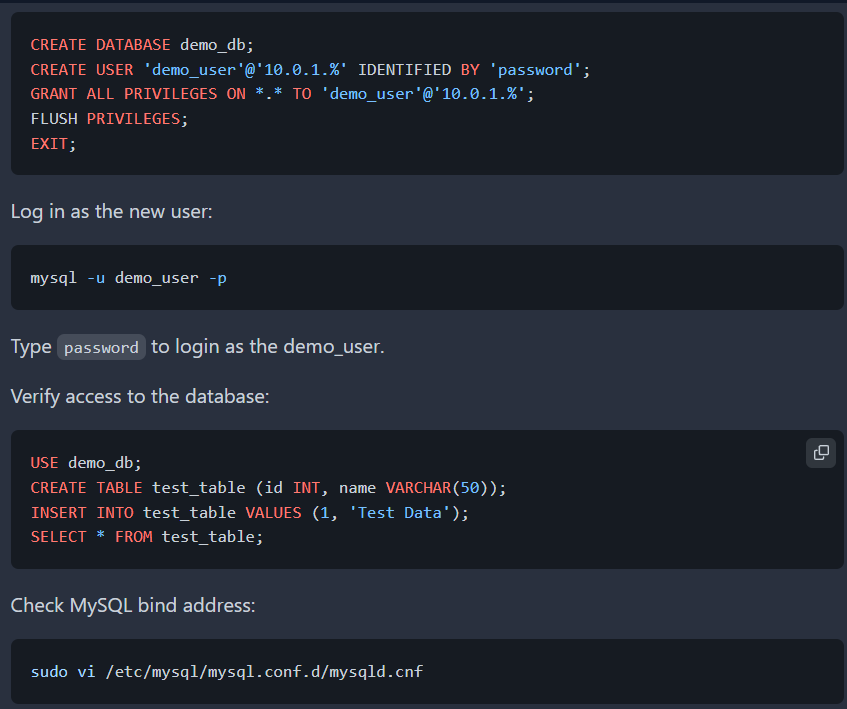 CREATE DATABASE demo_db;
CREATE USER 'demo_user'@'10.0.1.%' IDENTIFIED BY 'password';
GRANT ALL PRIVILEGES ON *.* TO 'demo_user'@'10.0.1.%';
FLUSH PRIVILEGES;
EXIT;
Log in as the new user:
mysql -u demo_user -p
Type password to login as the demo_user.
Verify access to the database:
USE demo_db;
CREATE TABLE test_table (id INT, name VARCHAR(50));
INSERT INTO test_table VALUES (1, 'Test Data');
SELECT * FROM test_table;
Check MySQL bind address:
sudo vi /etc/mysql/mysql.conf.d/mysqld.cnf